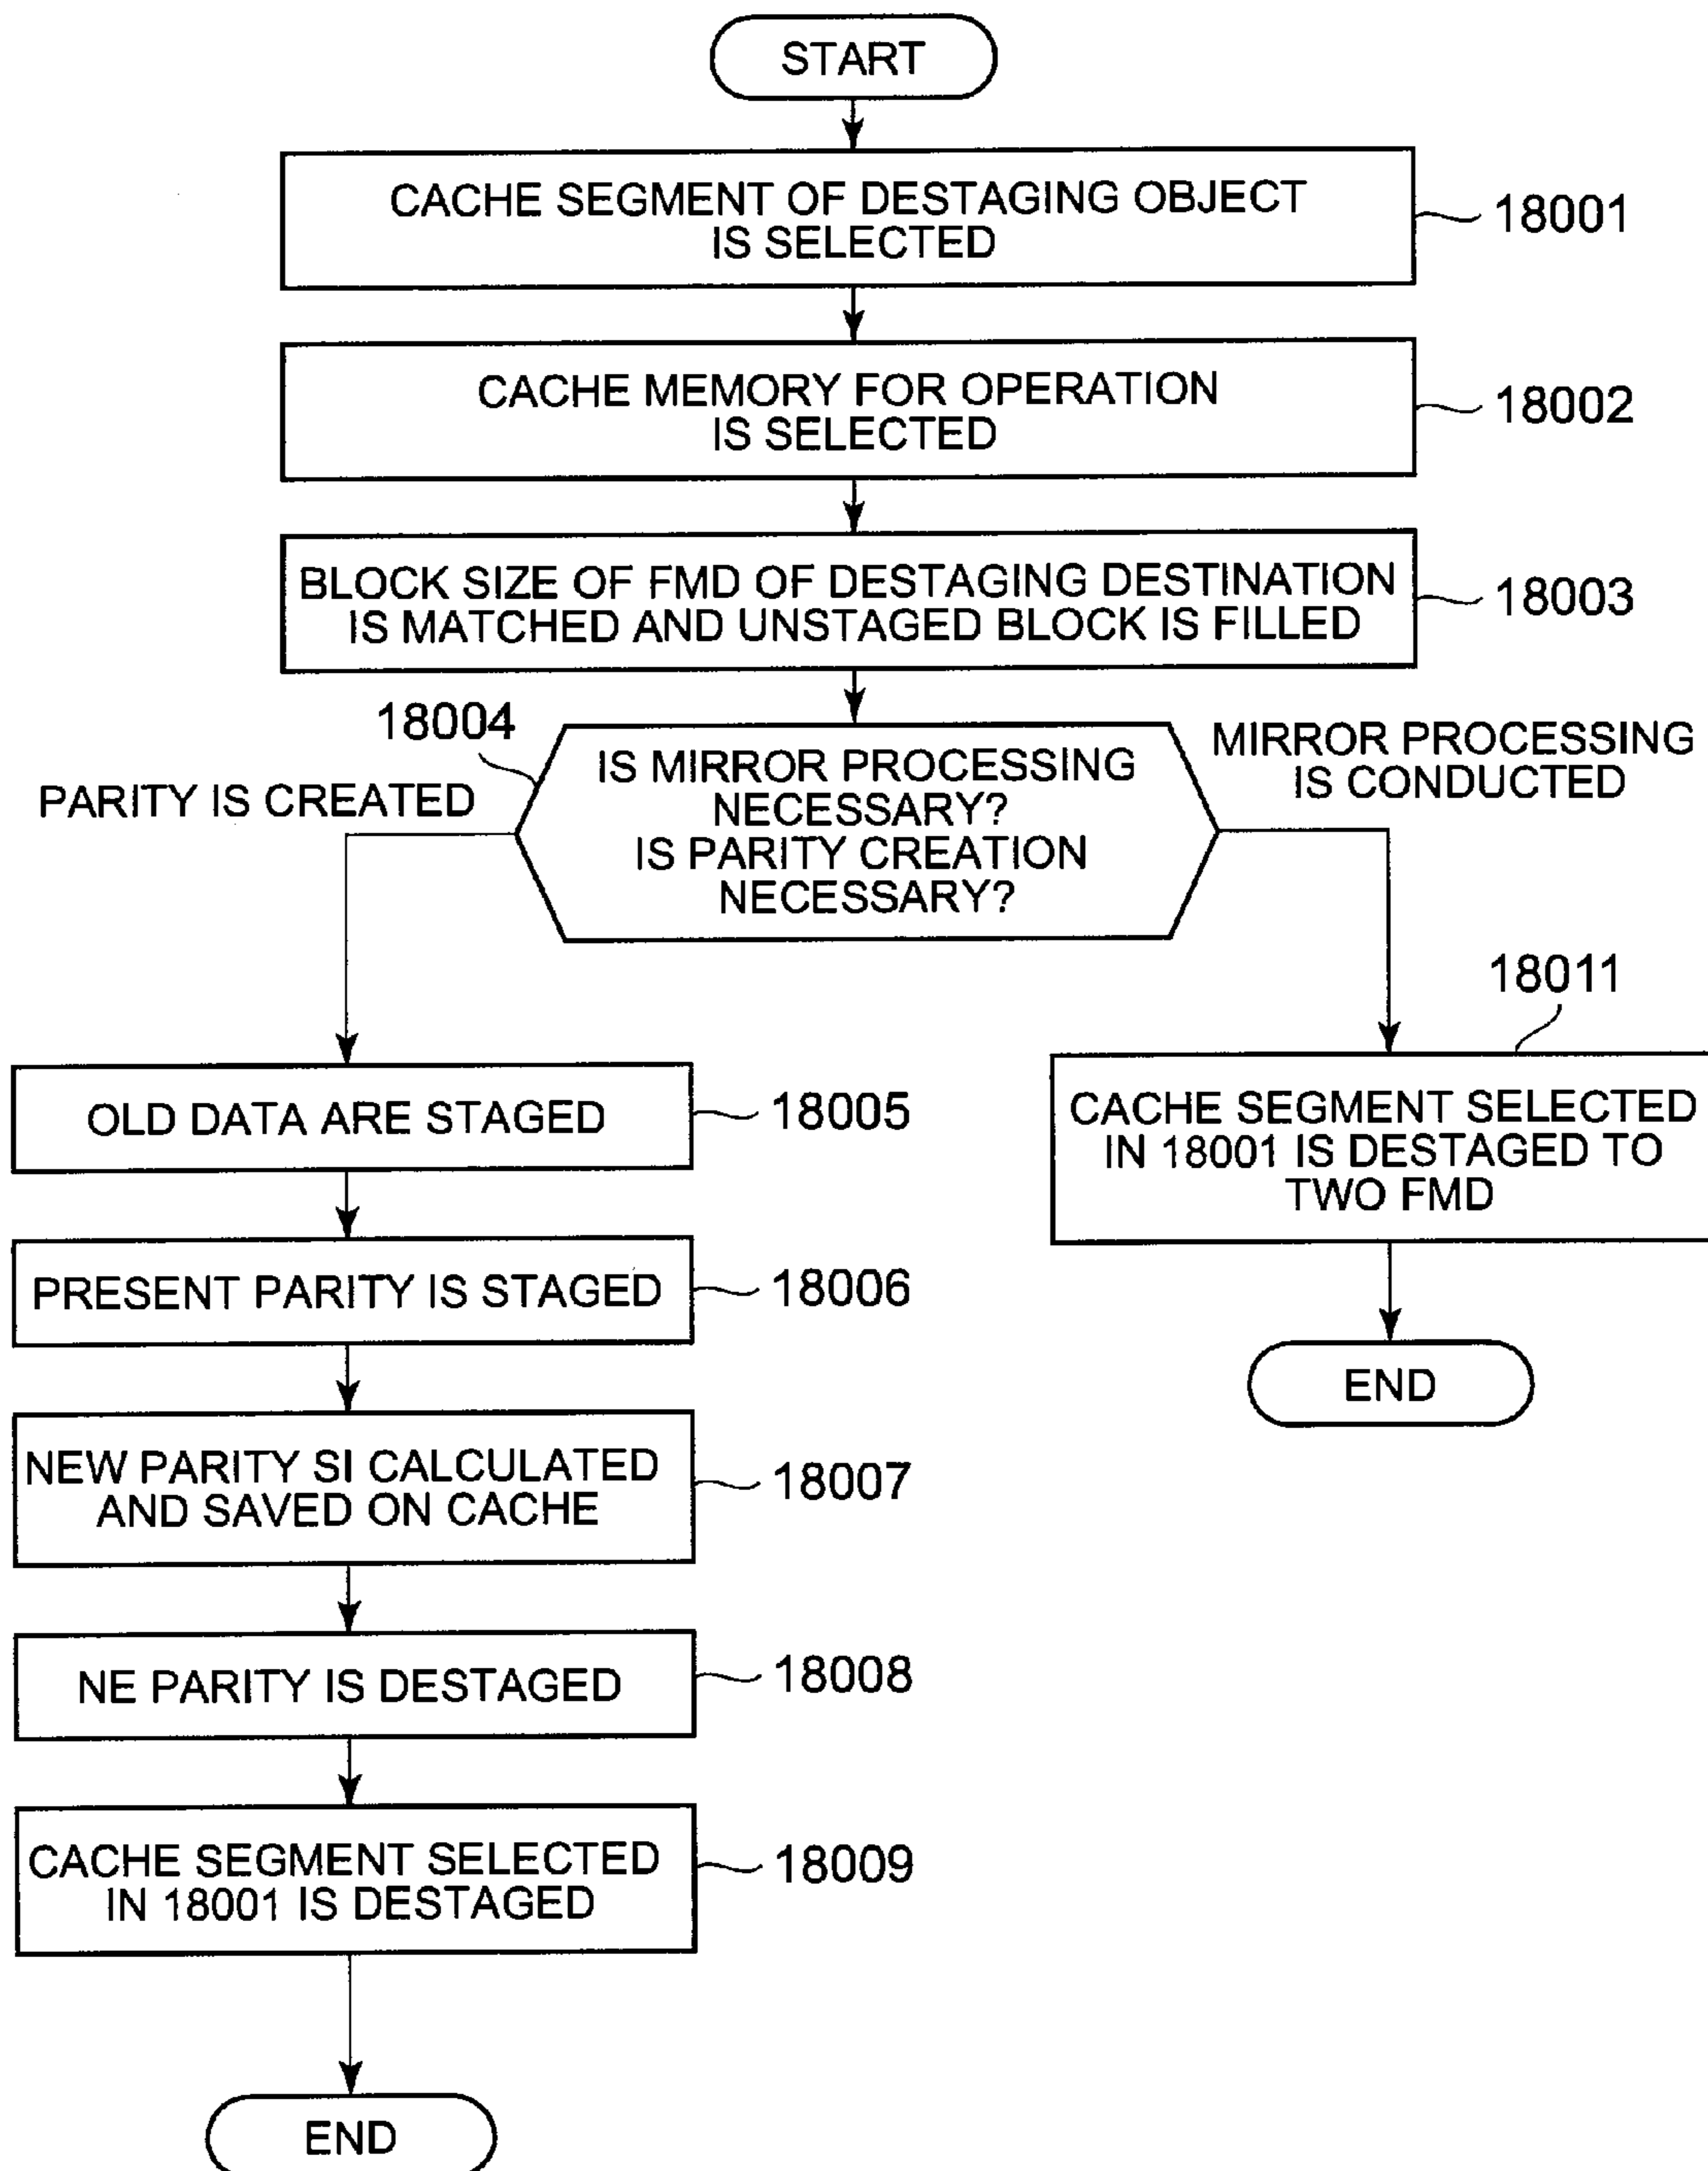 START
CACHE SEGMENT OF DESTAGING OBJECT
IS SELECTED
18001
CACHE MEMORY FOR OPERATION
IS SELECTED
18002
BLOCK SIZE OF FMD OF DESTAGING DESTINATION
IS MATCHED AND UNSTAGED BLOCK IS FILLED
18003
18004
IS MIRROR PROCESSING
NECESSARY?
IS PARITY CREATION
NECESSARY?
PARITY IS CREATED
MIRROR PROCESSING
IS CONDUCTED
OLD DATA ARE STAGED
18005
PRESENT PARITY IS STAGED
18006
NEW PARITY SI CALCULATED
AND SAVED ON CACHE
18007
NE PARITY IS DESTAGED
18008
CACHE SEGMENT SELECTED
IN 18001 IS DESTAGED
18009
END
18011
CACHE SEGMENT SELECTED
IN 18001 IS DESTAGED TO
TWO FMD
END